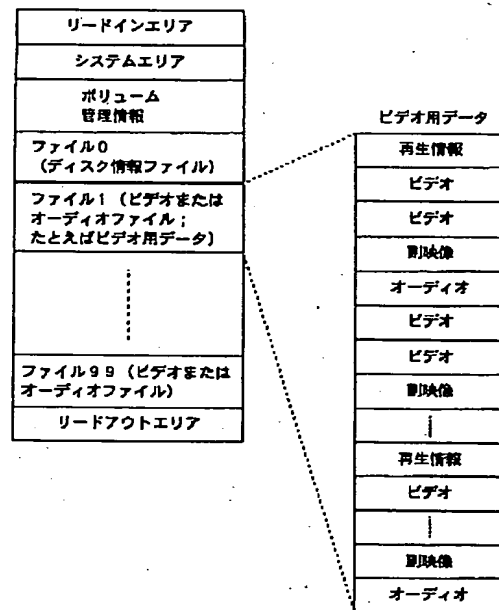 リードインエリア
システムエリア
ボリューム
管理情報
ファイル0
(ディスク情報ファイル)
ファイル1 (ビデオまたは
オーディオファイル;
たとえばビデオ用データ)
ファイル99 (ビデオまたは
オーディオファイル)
リードアウトエリア
ビデオ用データ
再生情報
ビデオ
ビデオ
副映像
オーディオ
ビデオ
ビデオ
副映像
再生情報
ビデオ
副映像
オーディオ